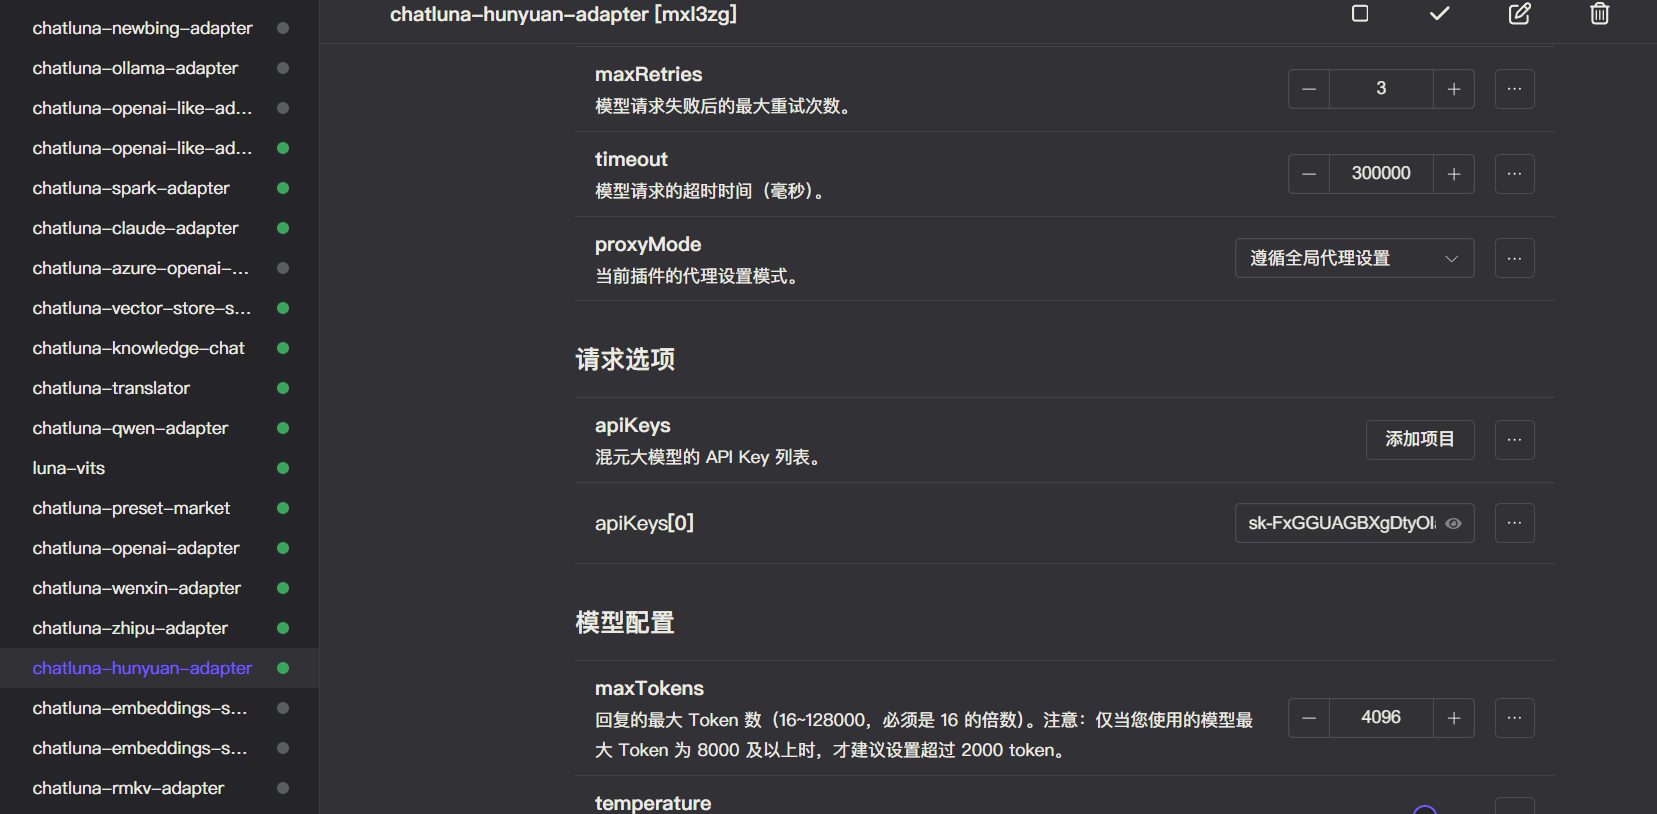 chatluna-newbing-adapter
chatluna-ollama-adapter
chatluna-openai-like-ad...
chatluna-openai-like-ad...
chatluna-spark-adapter
chatluna-claude-adapter
chatluna-azure-openai-...
chatluna-vector-store-s...
chatluna-knowledge-chat
chatluna-translator
chatluna-qwen-adapter
luna-vits
chatluna-preset-market
chatluna-openai-adapter
chatluna-wenxin-adapter
chatluna-zhipu-adapter
chatluna-hunyuan-adapter
chatluna-embeddings-s...
chatluna-embeddings-s...
chatluna-rmkv-adapter
chatluna-hunyuan-adapter [mxl3zg]
maxRetries
模型请求失败后的最大重试次数。
3
timeout
模型请求的超时时间（毫秒）。
300000
proxyMode
当前插件的代理设置模式。
遵循全局代理设置
请求选项
apiKeys
混元大模型的 API Key 列表。
添加项目
apiKeys[0]
sk-FxGGUAGBXgDtyOl
模型配置
maxTokens
回复的最大 Token 数（16~128000，必须是 16 的倍数）。注意：仅当您使用的模型最
大 Token 为 8000 及以上时，才建议设置超过 2000 token。
4096
temperature